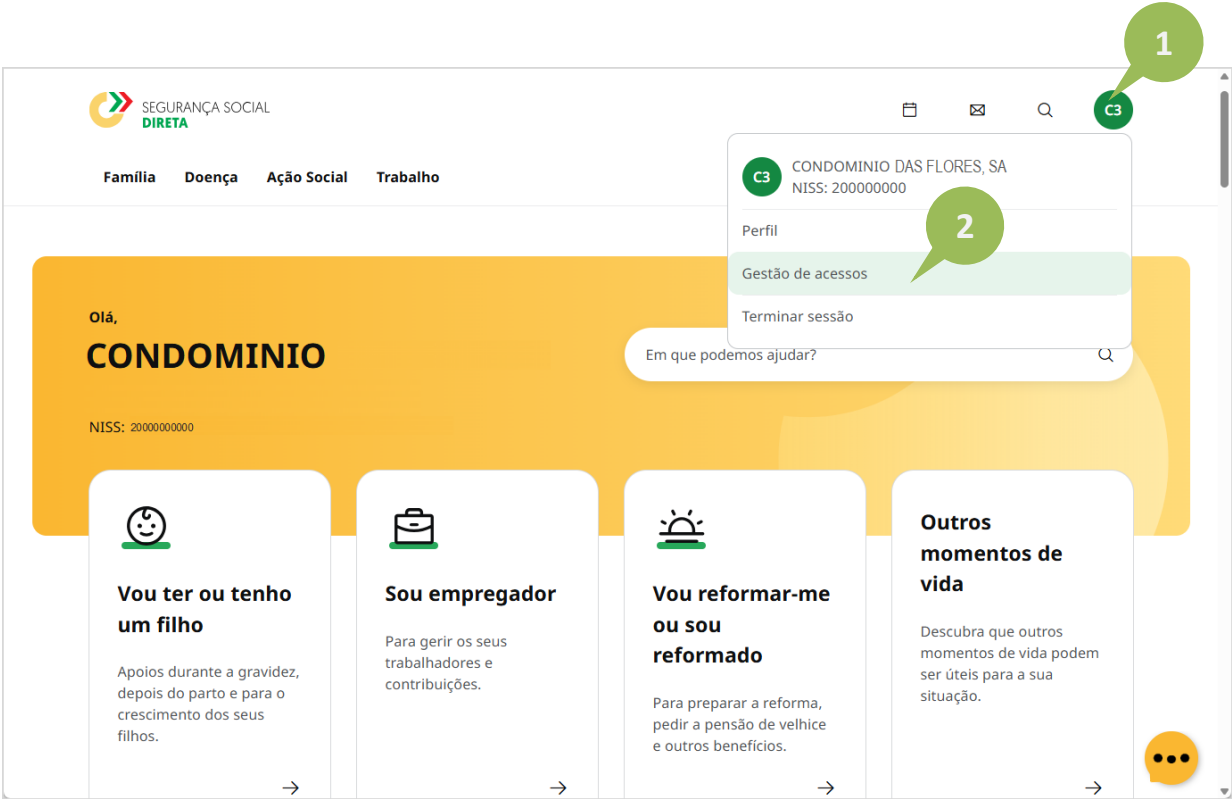 1
SEGURANÇA SOCIAL
DIRETA
C3
Família Doença Ação Social Trabalho
C3
CONDOMINIO DAS FLORES, SA
NISS: 200000000
2
Perfil
Gestão de acessos
Terminar sessão
Olá,
CONDOMINIO
Em que podemos ajudar?
NISS: 20000000000
Vou ter ou tenho
um filho
Apoios durante a gravidez,
depois do parto e para o
crescimento dos seus
filhos.
Sou empregador
Para gerir os seus
trabalhadores e
contribuições.
Vou reformar-me
ou sou
reformado
Para preparar a reforma,
pedir a pensão de velhice
e outros benefícios.
Outros
momentos de
vida
Descubra que outros
momentos de vida podem
ser úteis para a sua
situação.